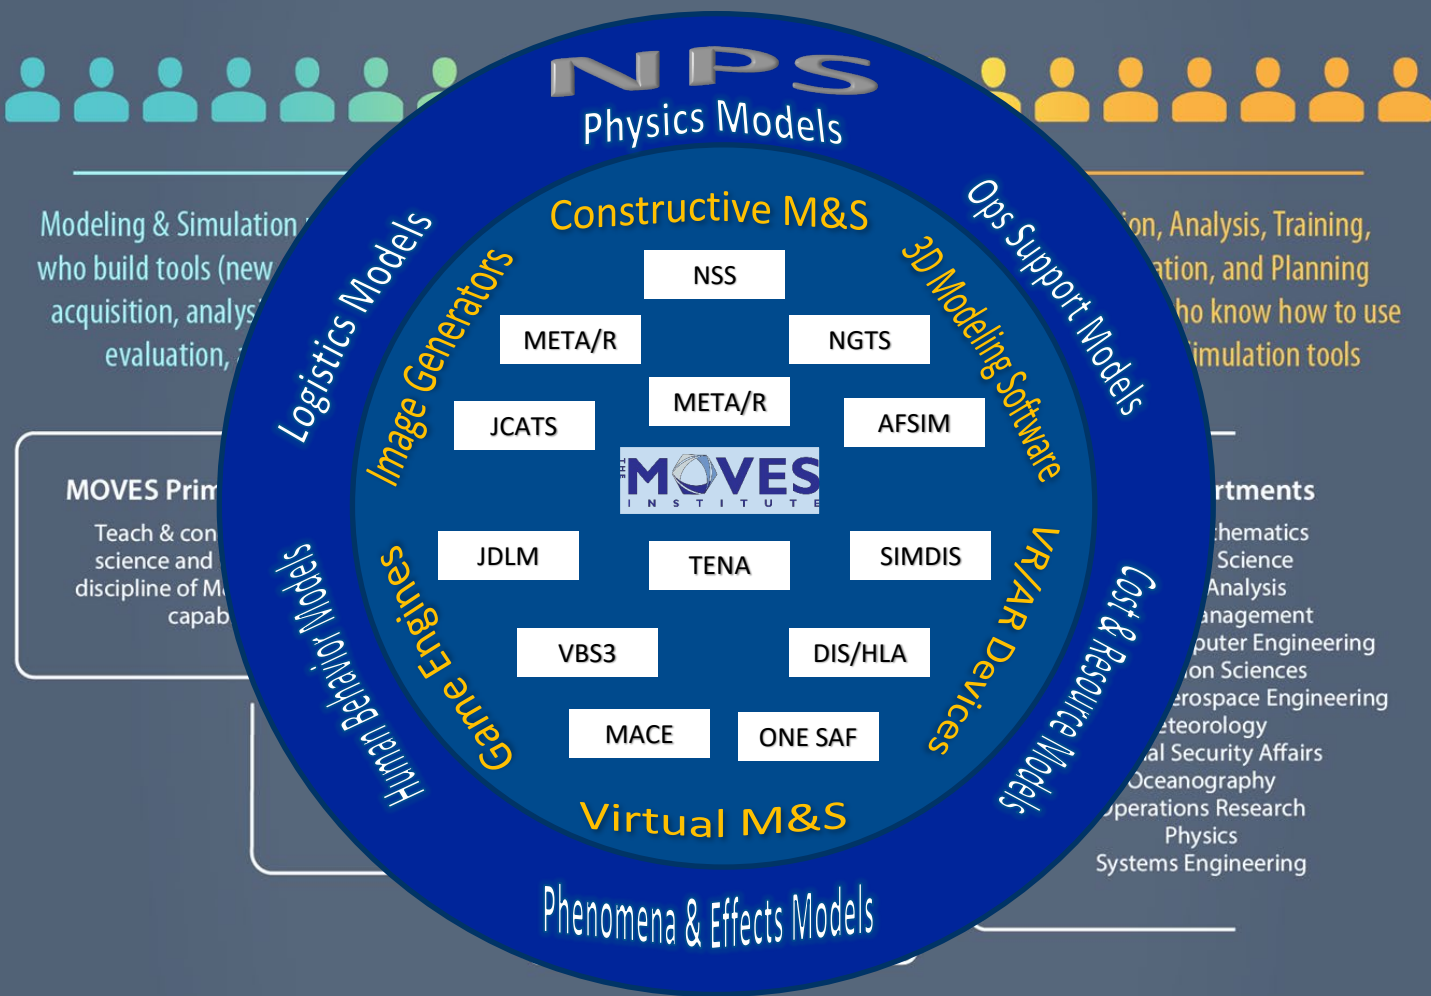 NPS
Physics Models
Logistics Models
Ops Support Models
Human Behavior Models
Cost & Resource Models
Phenomena & Effects Models
Constructive M&S
Image Generators
3D Modeling Software
Game Engines
VR/AR Devices
Virtual M&S
NSS
META/R
NGTS
META/R
JCATS
AFSIM
THE
MOVES
INSTITUTE
JDLM
TENA
SIMDIS
VBS3
DIS/HLA
MACE
ONE SAF
Modeling & Simulation
who build tools (new
acquisition, analys
evaluation,
MOVES Prim
Teach & con
science and
discipline of M
capab
ion, Analysis, Training,
ation, and Planning
ho know how to use
imulation tools
rtments
hematics
Science
Analysis
anagement
puter Engineering
ion Sciences
erospace Engineering
eteorology
al Security Affairs
Oceanography
perations Research
Physics
Systems Engineering